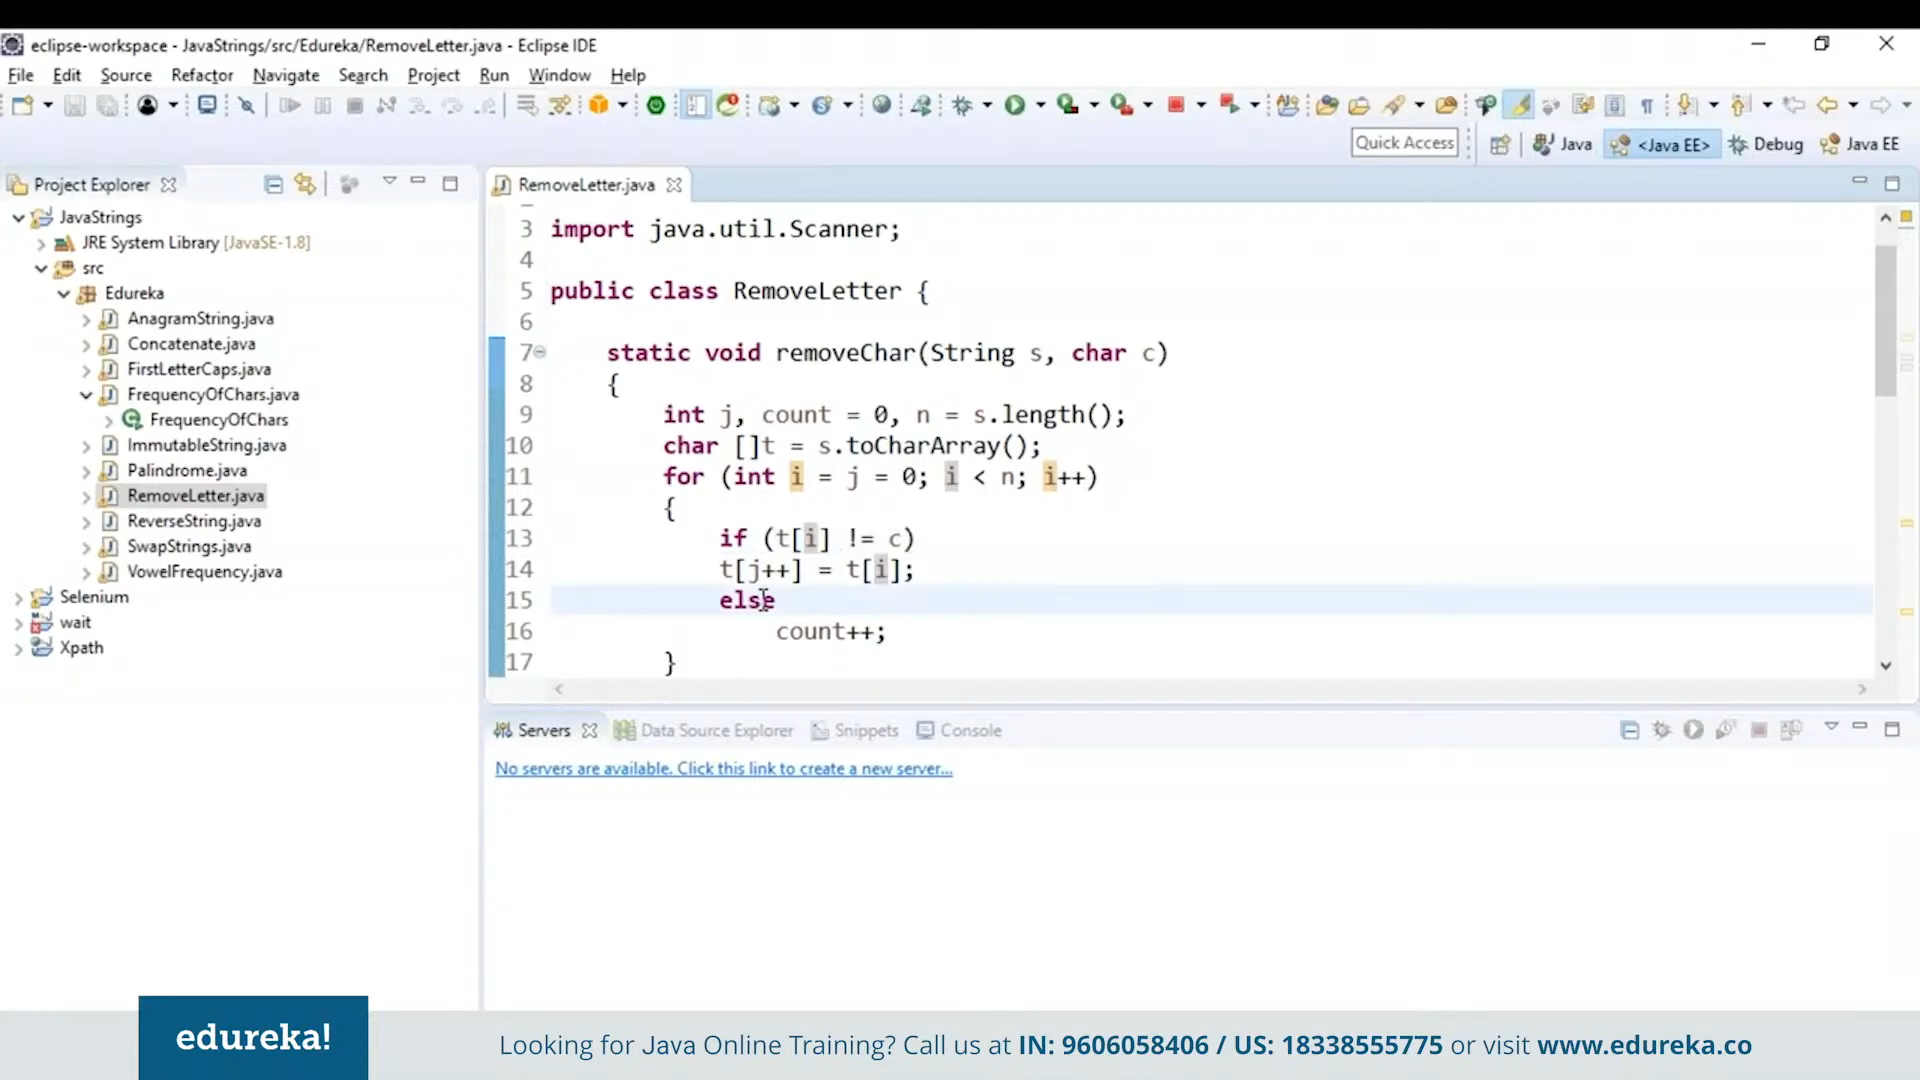 eclipse-workspace - JavaStrings/src/Edureka/RemoveLetter.java - Eclipse IDE
File Edit Source Refactor Navigate Search Project Run Window Help
Quick Access
Java
<Java EE>
Debug
Java EE
Project Explorer
JavaStrings
JRE System Library [JavaSE-1.8]
src
Edureka
AnagramString.java
Concatenate.java
FirstLetterCaps.java
FrequencyOfChars.java
FrequencyOfChars
ImmutableString.java
Palindrome.java
RemoveLetter.java
ReverseString.java
SwapStrings.java
VowelFrequency.java
Selenium
wait
Xpath
RemoveLetter.java
3 import java.util.Scanner;
4
5 public class RemoveLetter {
6
7 static void removeChar(String s, char c)
8 {
9 int j, count = 0, n = s.length();
10 char []t = s.toCharArray();
11 for (int i = j = 0; i < n; i++)
12 {
13 if (t[i] != c)
14 t[j++] = t[i];
15 else
16 count++;
17 }
Servers Data Source Explorer Snippets Console
No servers are available. Click this link to create a new server...
edureka!
Looking for Java Online Training? Call us at IN: 9606058406 / US: 18338555775 or visit www.edureka.co